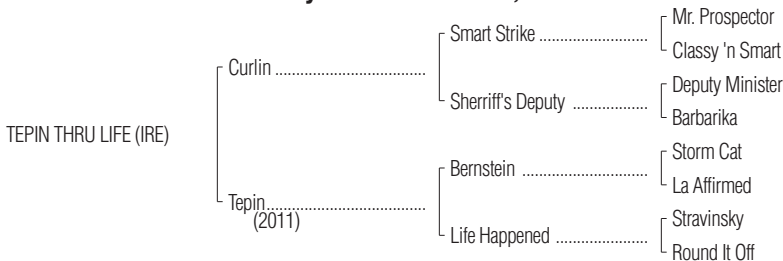 Mr. Prospector
Smart Strike ........................
Classy 'n Smart
Curlin ....................................
Deputy Minister
Sherriff's Deputy .................
Barbarika
TEPIN THRU LIFE (IRE)
Storm Cat
Bernstein ............................
La Affirmed
Tepin......................................
(2011)
Stravinsky
Life Happened .....................
Round It Off